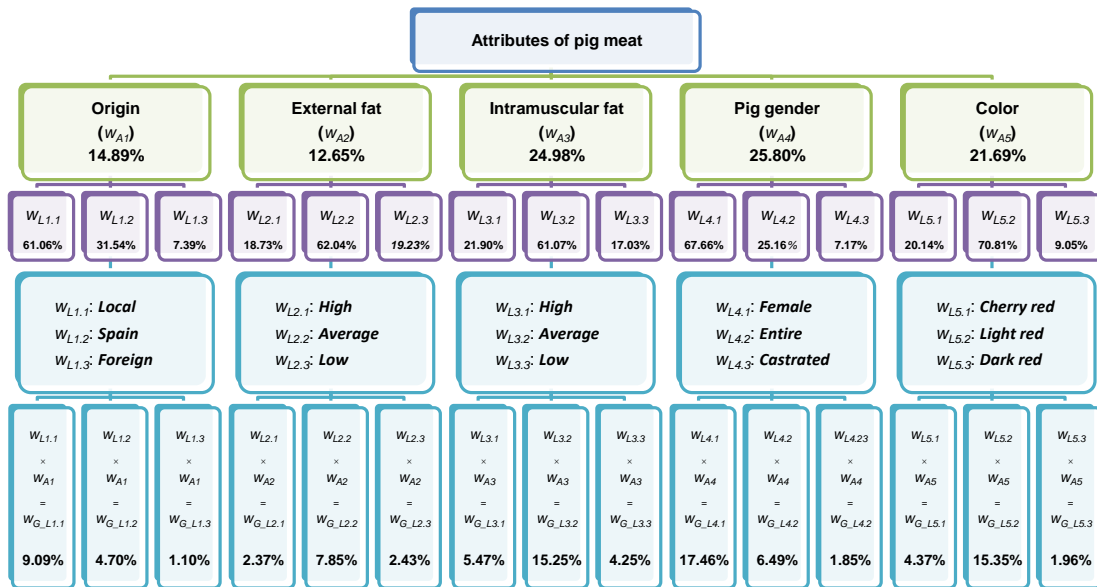 Attributes of pig meat
Origin
(wA1)
14.89%
External fat
(wA2)
12.65%
Intramuscular fat
(wA3)
24.98%
Pig gender
(wA4)
25.80%
Color
(wA5)
21.69%
wL1.1
61.06%
wL1.2
31.54%
wL1.3
7.39%
wL2.1
18.73%
wL2.2
62.04%
wL2.3
19.23%
wL3.1
21.90%
wL3.2
61.07%
wL3.3
17.03%
wL4.1
67.66%
wL4.2
25.16%
wL4.3
7.17%
wL5.1
20.14%
wL5.2
70.81%
wL5.3
9.05%
wL1.1: Local
wL1.2: Spain
wL1.3: Foreign
wL2.1: High
wL2.2: Average
wL2.3: Low
wL3.1: High
wL3.2: Average
wL3.3: Low
wL4.1: Female
wL4.2: Entire
wL4.3: Castrated
wL5.1: Cherry red
wL5.2: Light red
wL5.3: Dark red
wL1.1
×
wA1
=
wG_L1.1
9.09%
wL1.2
×
wA1
=
wG_L1.2
4.70%
wL1.3
×
wA1
=
wG_L1.3
1.10%
wL2.1
×
wA2
=
wG_L2.1
2.37%
wL2.2
×
wA2
=
wG_L2.2
7.85%
wL2.3
×
wA2
=
wG_L2.3
2.43%
wL3.1
×
wA3
=
wG_L3.1
5.47%
wL3.2
×
wA3
=
wG_L3.2
15.25%
wL3.3
×
wA3
=
wG_L3.3
4.25%
wL4.1
×
wA4
=
wG_L4.1
17.46%
wL4.2
×
wA4
=
wG_L4.2
6.49%
wL4.23
×
wA4
=
wG_L4.2
1.85%
wL5.1
×
wA5
=
wG_L5.1
4.37%
wL5.2
×
wA5
=
wG_L5.2
15.35%
wL5.3
×
wA5
=
wG_L5.3
1.96%